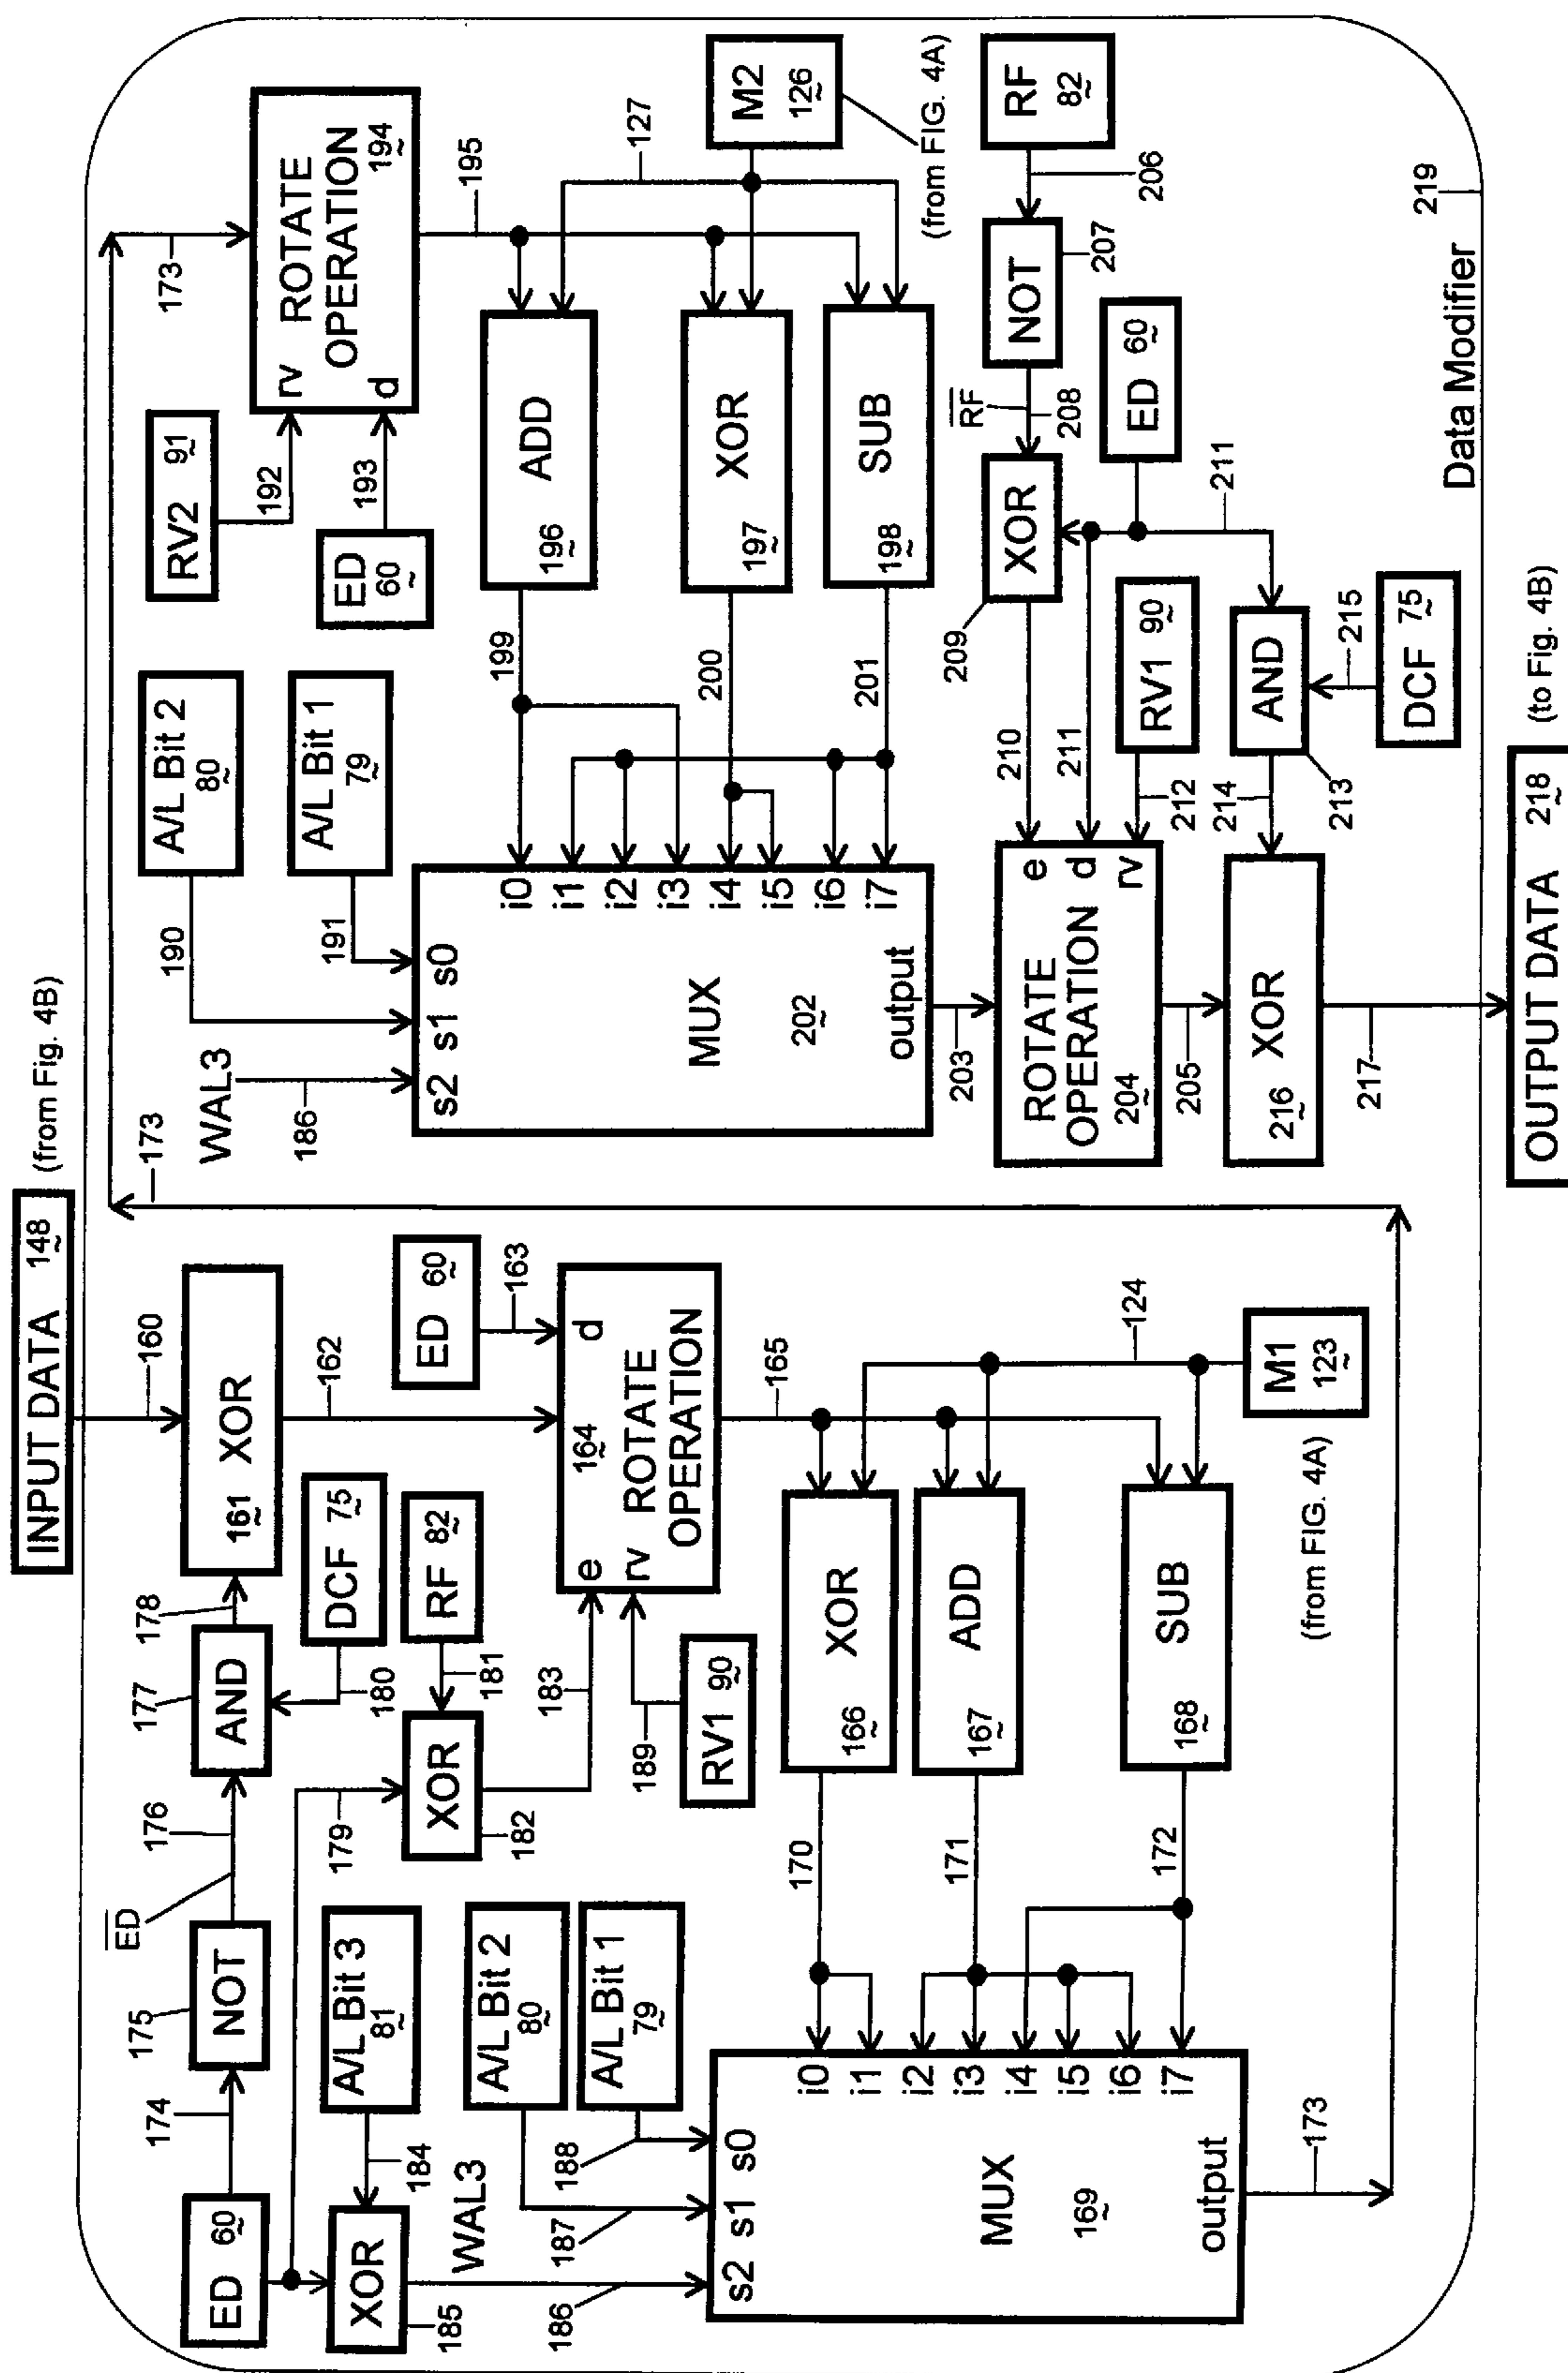 INPUT DATA 148 (from Fig. 4B)
160
XOR
161
162
178
AND
177
176
ED
NOT
175
174
ED 60
DCF 75
180
RF 82
181
XOR
182
179
183
ED 60
163
d
164
ROTATE
OPERATION
e
rv
RV1 90
189
165
A/L Bit 3
81
184
XOR
185
WAL3
186
A/L Bit 2
80
187
A/L Bit 1
79
188
XOR
166
ADD
167
SUB
168
124
M1
123
(from FIG. 4A)
170
171
172
s2 s1 s0
i0
i1
i2
i3
i4
i5
i6
i7
MUX
169
output
173
173
173
ROTATE
OPERATION
194
rv
d
RV2 91
192
ED
60
193
195
127
M2
126
(from FIG. 4A)
ADD
196
XOR
197
SUB
198
199
200
201
A/L Bit 2
80
190
A/L Bit 1
79
191
WAL3
186
s2 s1 s0
i0
i1
i2
i3
i4
i5
i6
i7
MUX
202
output
203
RF
82
206
NOT
207
RF
208
XOR
209
210
ED 60
211
211
RV1 90
212
AND
213
214
DCF 75
215
e
d
rv
ROTATE
OPERATION
204
205
XOR
216
217
Data Modifier
219
OUTPUT DATA 218 (to Fig. 4B)